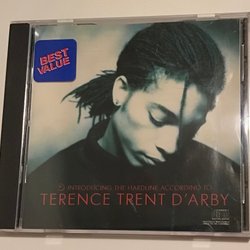 BEST
VALUE
INTRODUCING THE HARDLINE ACCORDING TO
TERENCE TRENT D'ARBY